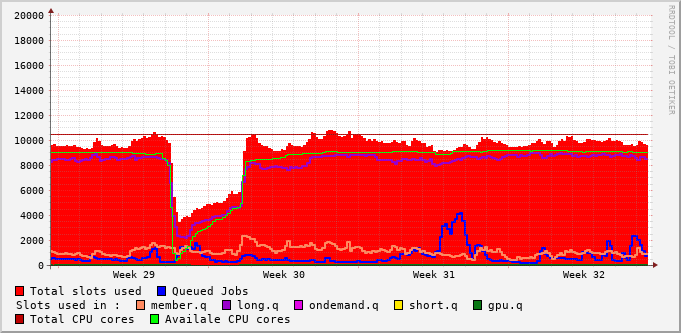 20000
18000
16000
14000
12000
10000
8000
6000
4000
2000
0
Week 29 Week 30 Week 31 Week 32
Total slots used Queued Jobs
Slots used in : member.q long.q ondemand.q short.q gpu.q
Total CPU cores Availale CPU cores
RRDTOOL / TOBI OETIKER